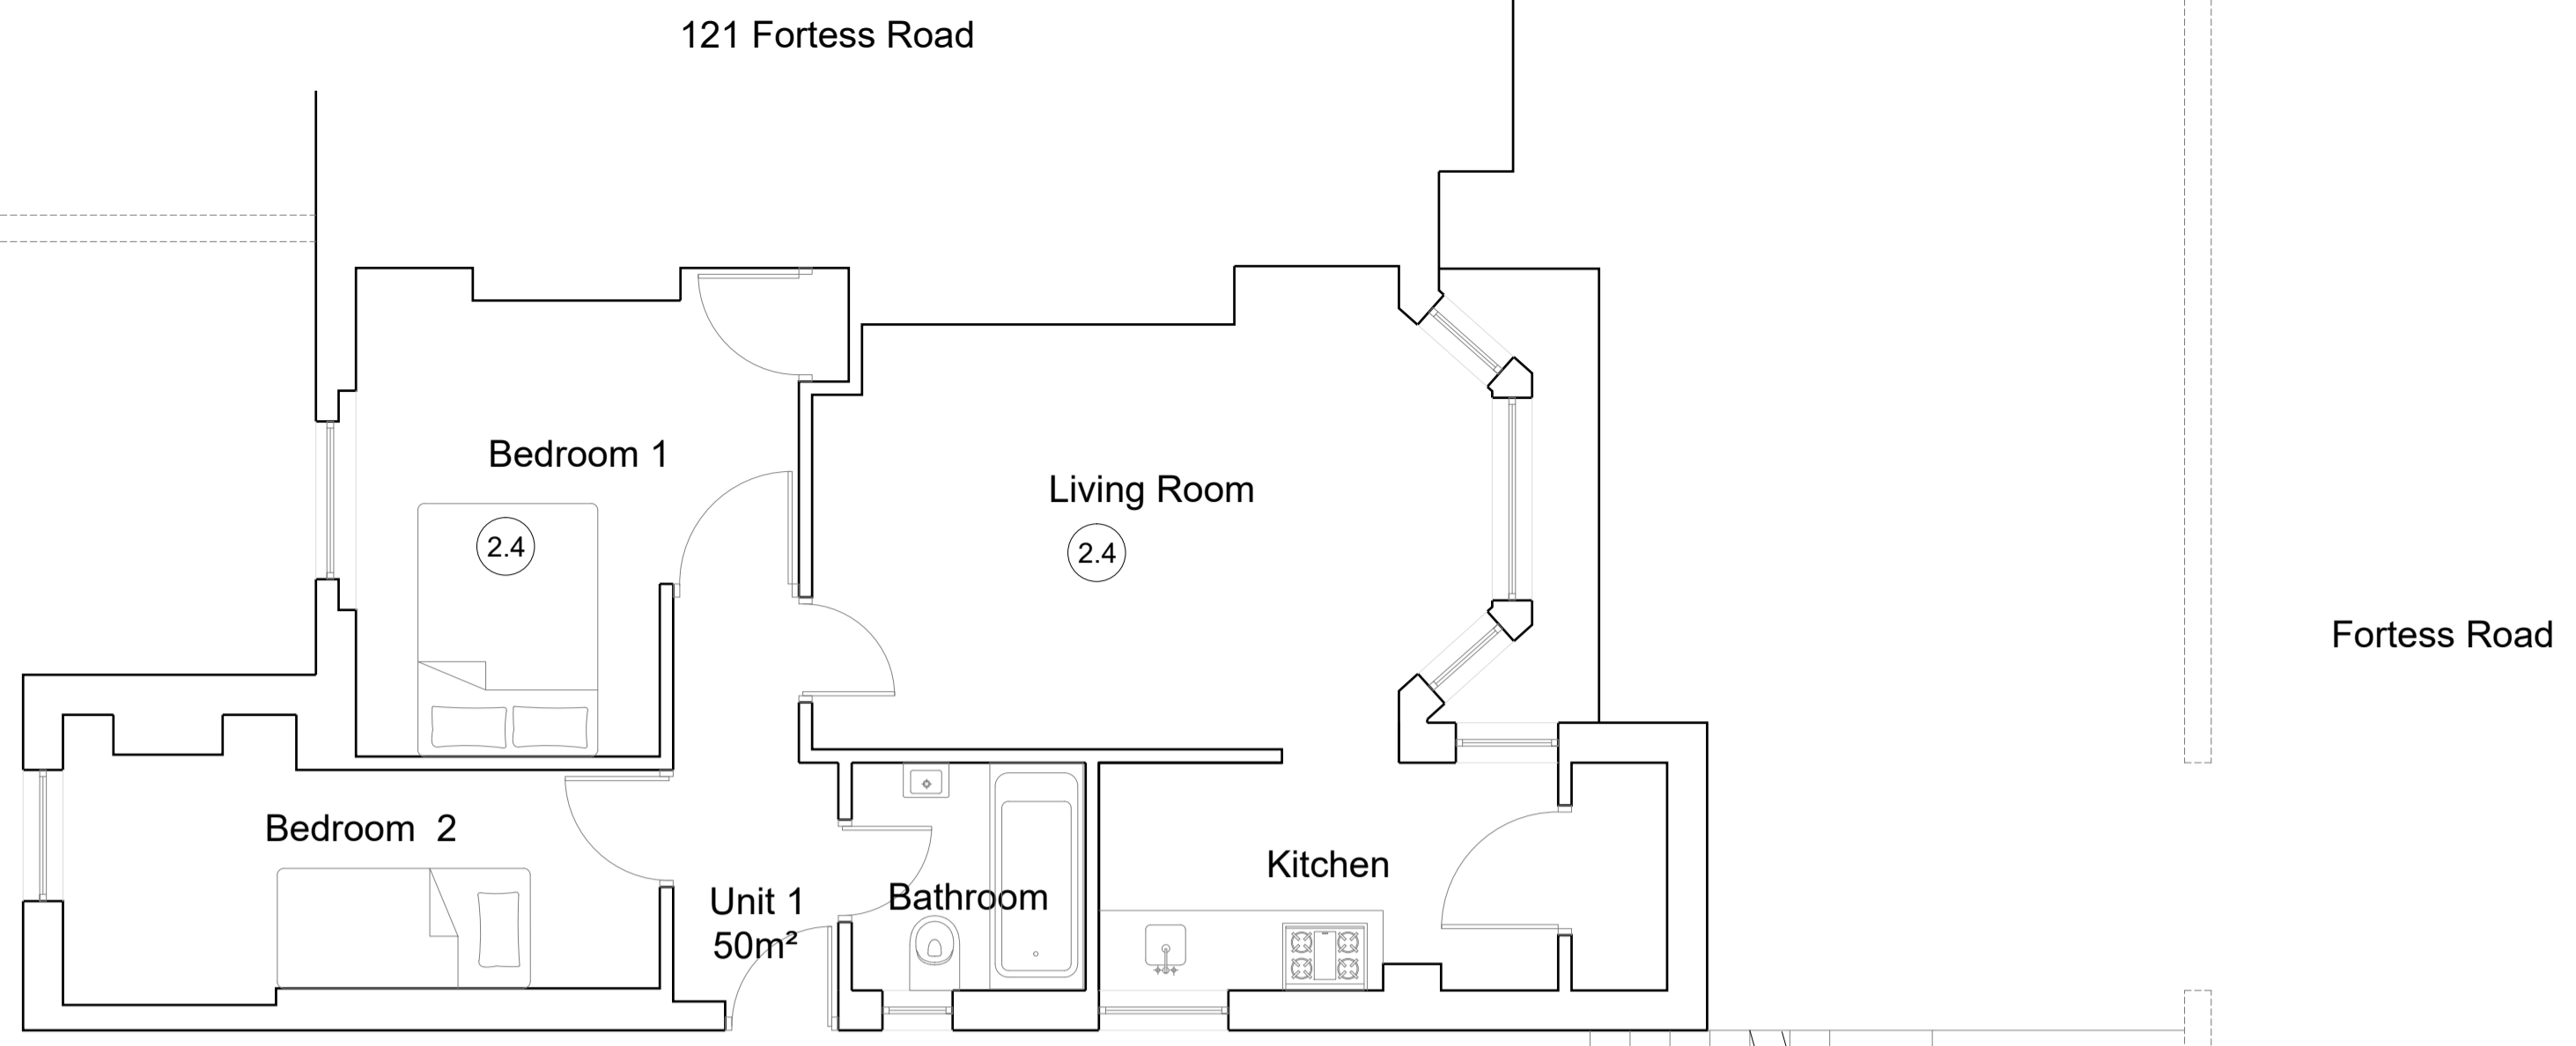 121 Fortess Road
Bedroom 1
2.4
Living Room
2.4
Fortess Road
Bedroom 2
Kitchen
Bathroom
Unit 1
50m²